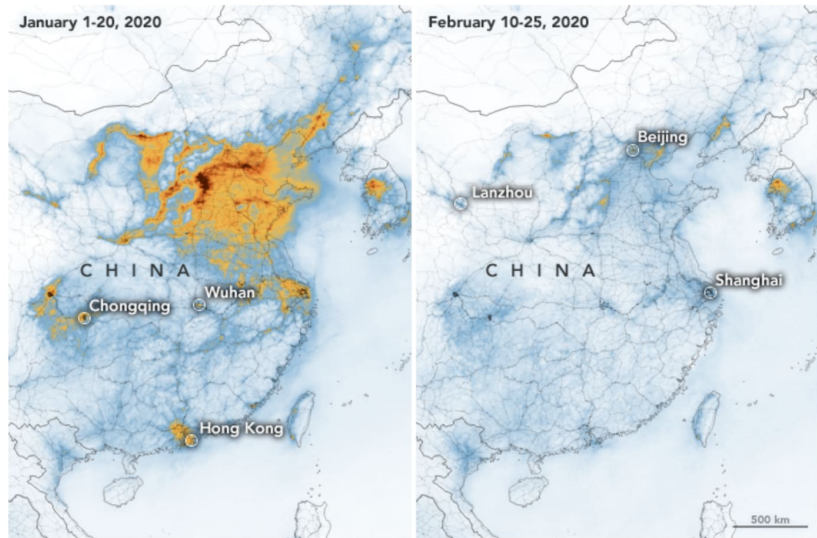 January 1-20, 2020
CHINA
Wuhan
Chongqing
Hong Kong
February 10-25, 2020
Beijing
Lanzhou
CHINA
Shanghai
500 km